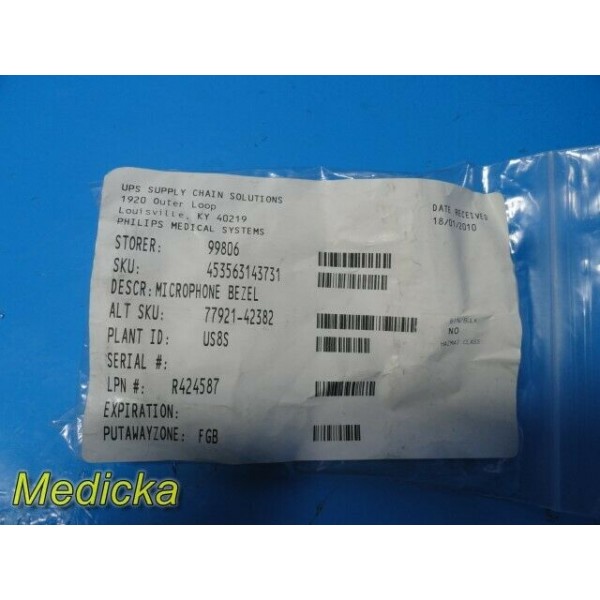 UPS SUPPLY CHAIN SOLUTIONS
1920 Outer Loop
Louisville, KY 40219
PHILIPS MEDICAL SYSTEMS
DATE RECEIVED
18/01/2010
STORER: 99806
SKU: 453563143731
DESCR: MICROPHONE BEZEL
ALT SKU: 77921-42382
PLANT ID: US8S
NO
SERIAL #:
LPN #: R424587
EXPIRATION:
PUTAWAYZONE: FGB
Medicka